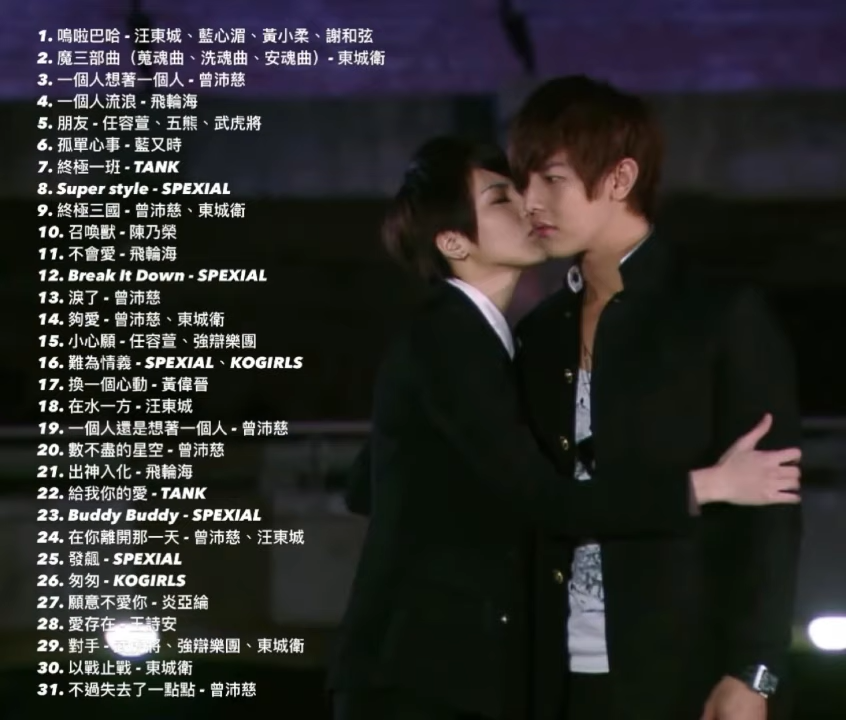 1. 嗚啦巴哈 - 汪東城、藍心湄、黃小柔、謝和弦
2. 魔三部曲（蒐魂曲、洗魂曲、安魂曲）- 東城衛
3. 一個人想著一個人 - 曾沛慈
4. 一個人流浪 - 飛輪海
5. 朋友 - 任容萱、五熊、武虎將
6. 孤單心事 - 藍又時
7. 終極一班 - TANK
8. Super style - SPEXIAL
9. 終極三國 - 曾沛慈、東城衛
10. 召喚獸 - 陳乃榮
11. 不會愛 - 飛輪海
12. Break It Down - SPEXIAL
13. 淚了 - 曾沛慈
14. 夠愛 - 曾沛慈、東城衛
15. 小心願 - 任容萱、強辯樂團
16. 難為情義 - SPEXIAL、KOGIRLS
17. 換一個心動 - 黃偉晉
18. 在水一方 - 汪東城
19. 一個人還是想著一個人 - 曾沛慈
20. 數不盡的星空 - 曾沛慈
21. 出神入化 - 飛輪海
22. 給我你的愛 - TANK
23. Buddy Buddy - SPEXIAL
24. 在你離開那一天 - 曾沛慈、汪東城
25. 發飆 - SPEXIAL
26. 匆匆 - KOGIRLS
27. 願意不愛你 - 炎亞綸
28. 愛存在 - 王詩安
29. 對手 - 將、強辯樂團、東城衛
30. 以戰止戰 - 東城衛
31. 不過失去了一點點 - 曾沛慈